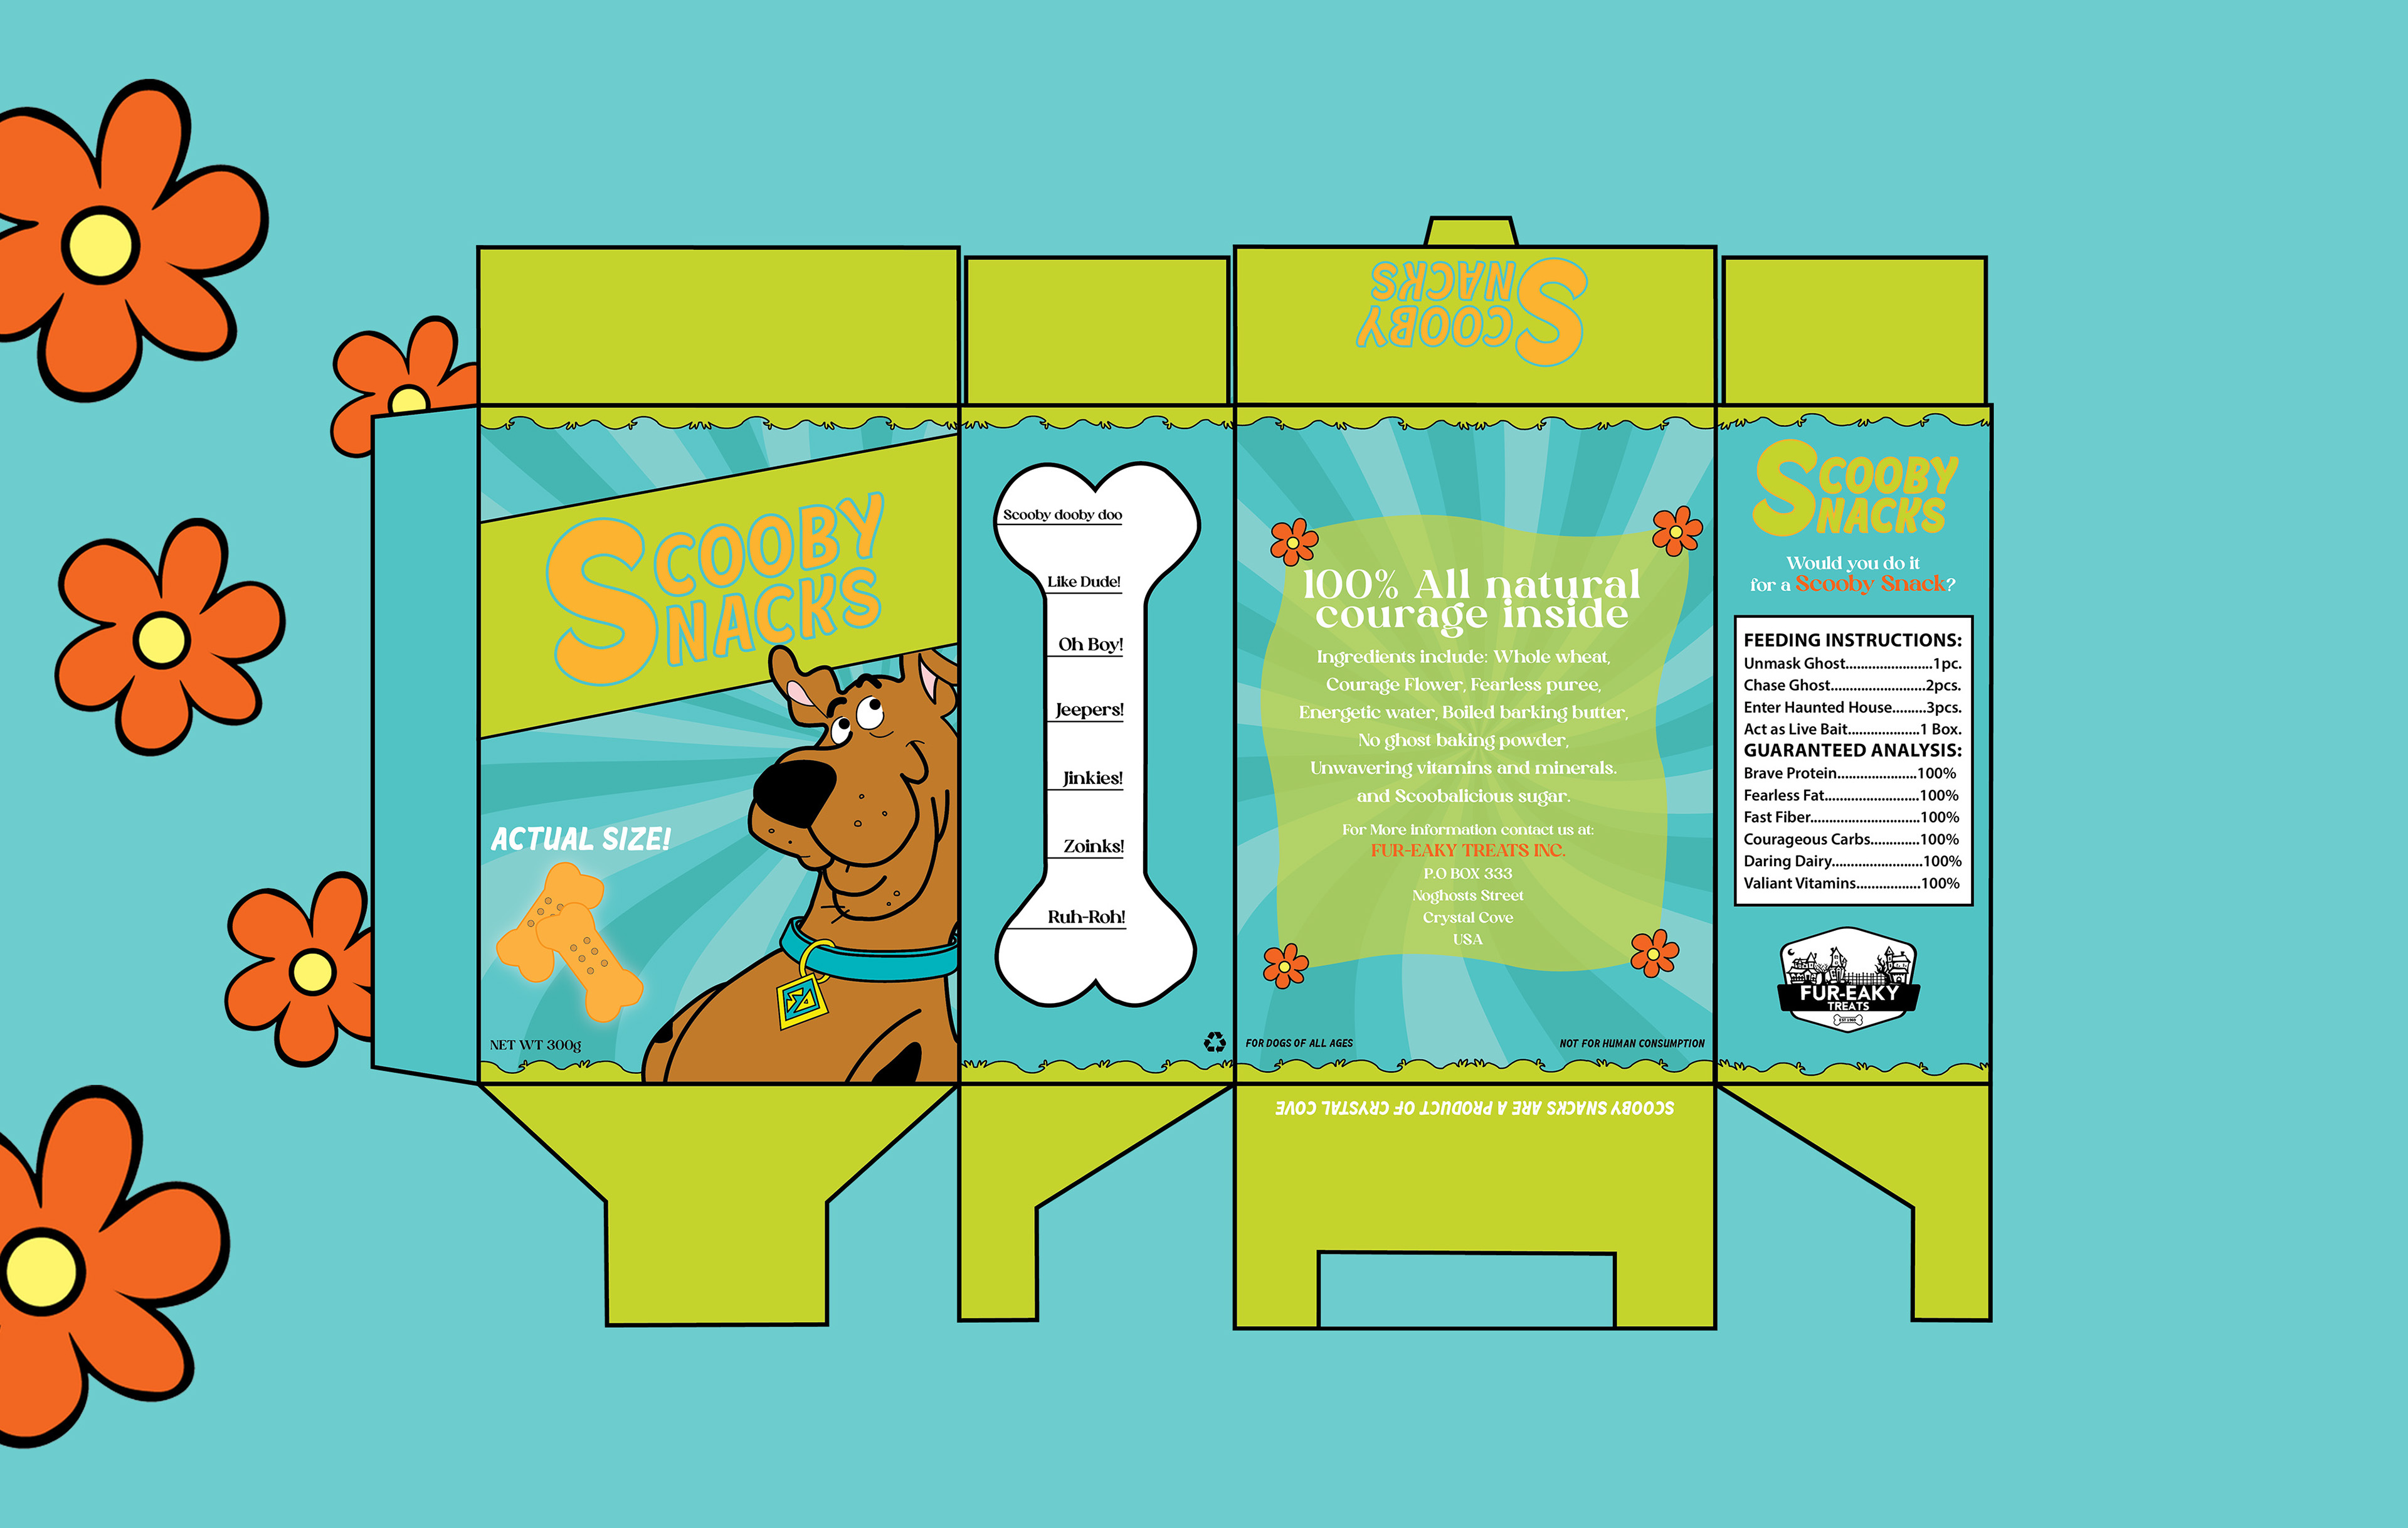 SCOOBY
SNACKS
SCOOBY
SNACKS
ACTUAL SIZE!
NET WT 300g
Scooby dooby doo
Like Dude!
Oh Boy!
Jeepers!
Jinkies!
Zoinks!
Ruh-Roh!
100% All natural
courage inside
Ingredients include: Whole wheat,
Courage Flower, Fearless puree,
Energetic water, Boiled barking butter,
No ghost baking powder,
Unwavering vitamins and minerals.
and Scoobalicious sugar.
For More information contact us at:
FUR-EAKY TREATS INC.
P.O BOX 333
Noghosts Street
Crystal Cove
USA
FOR DOGS OF ALL AGES
NOT FOR HUMAN CONSUMPTION
SCOOBY SNACKS ARE A PRODUCT OF CRYSTAL COVE
SCOOBY
SNACKS
Would you do it
for a Scooby Snack?
FEEDING INSTRUCTIONS:
Unmask Ghost......................1pc.
Chase Ghost........................2pcs.
Enter Haunted House.........3pcs.
Act as Live Bait...................1 Box.
GUARANTEED ANALYSIS:
Brave Protein.....................100%
Fearless Fat.........................100%
Fast Fiber.............................100%
Courageous Carbs.............100%
Daring Dairy........................100%
Valiant Vitamins.................100%
FUR-EAKY
TREATS